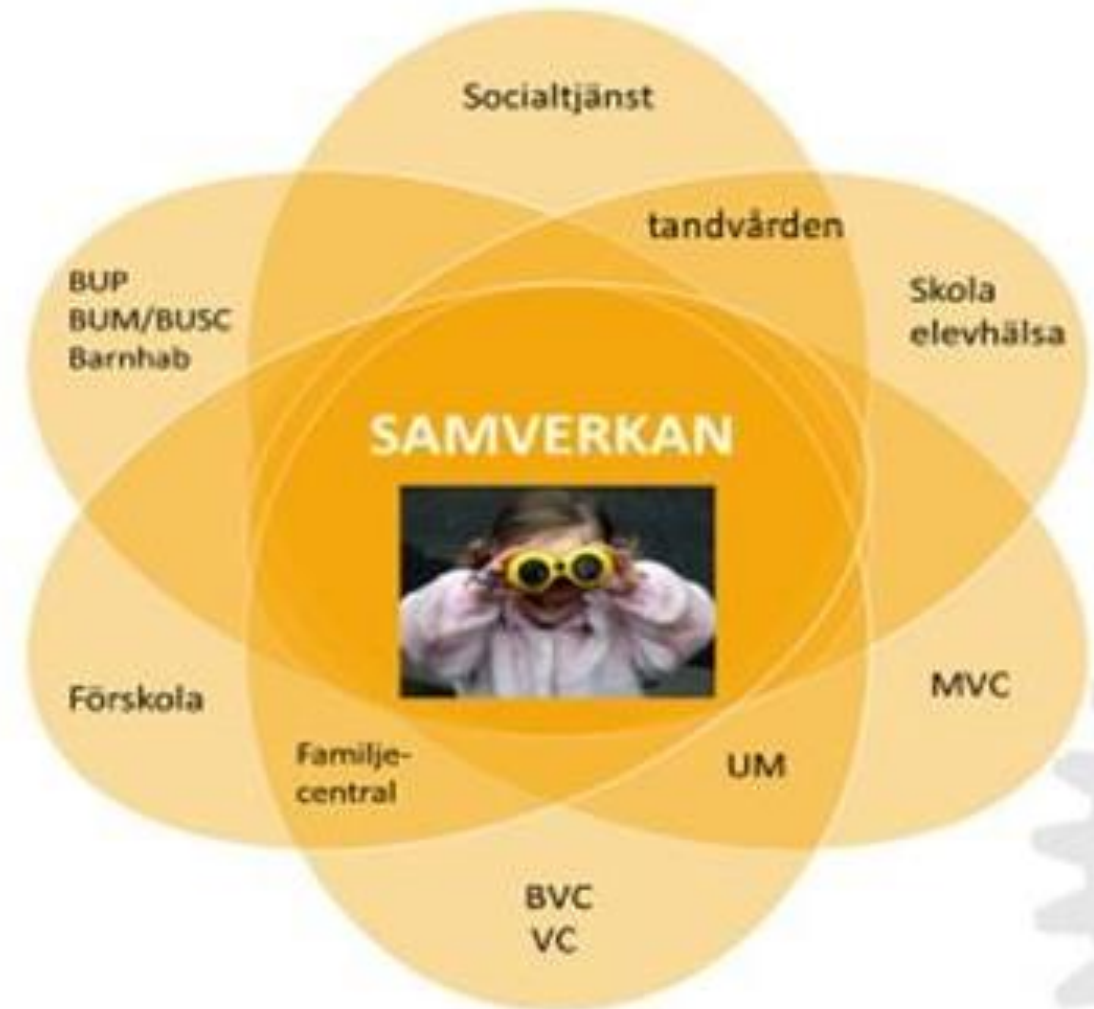 Socialtjänst
tandvården
BUP
BUM/BUSC
Barnhab
Skola
elevhälsa
SAMVERKAN
Förskola
MVC
Familje-
central
UM
BVC
VC